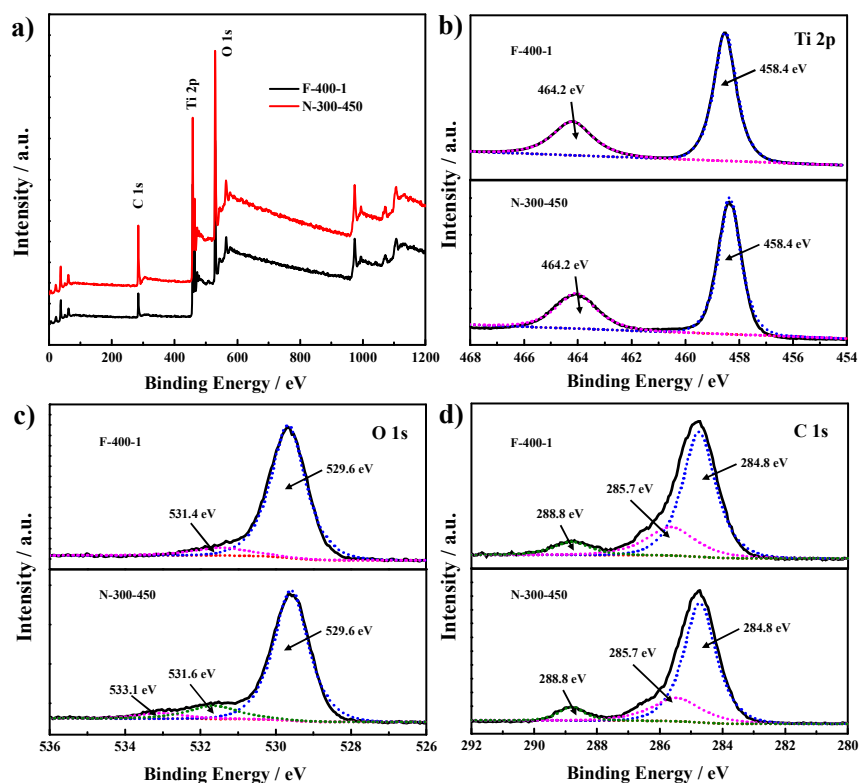 a)
Intensity / a.u.
C 1s
Ti 2p
O 1s
F-400-1
N-300-450
0 200 400 600 800 1000 1200
Binding Energy / eV
b)
Ti 2p
Intensity / a.u.
F-400-1
464.2 eV
458.4 eV
N-300-450
464.2 eV
458.4 eV
468 466 464 462 460 458 456 454
Binding Energy / eV
c)
O 1s
Intensity / a.u.
F-400-1
531.4 eV
529.6 eV
N-300-450
533.1 eV
531.6 eV
529.6 eV
536 534 532 530 528 526
Binding Energy / eV
d)
C 1s
Intensity / a.u.
F-400-1
288.8 eV
285.7 eV
284.8 eV
N-300-450
288.8 eV
285.7 eV
284.8 eV
292 290 288 286 284 282 280
Binding Energy / eV